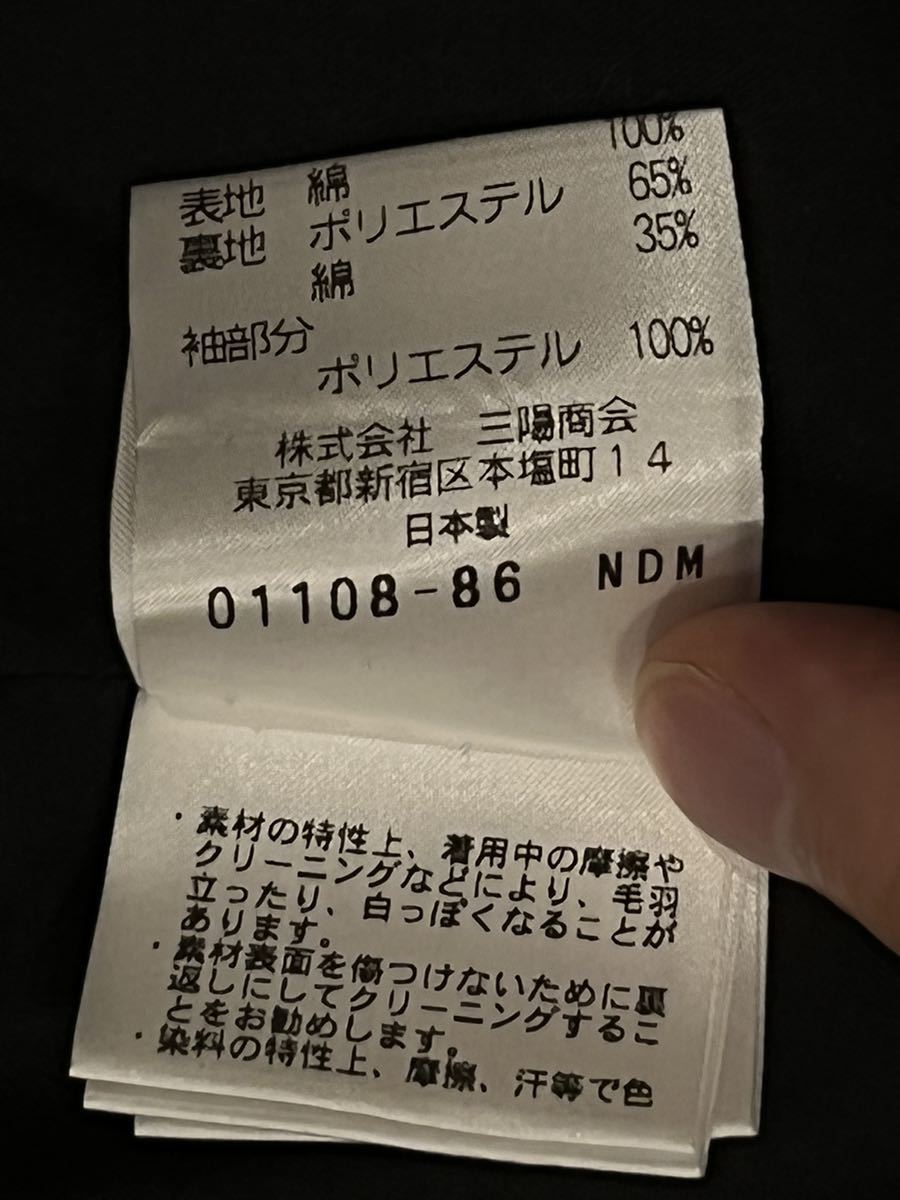 表地 綿 100%
裏地 ポリエステル 65%
綿 35%
袖部分
ポリエステル 100%
株式会社 三陽商会
東京都新宿区本塩町14
日本製
01108-86 NDM
・素材の特性上、着用中の摩擦や
クリーニングなどにより、毛羽
立ったり、白っぽくなることが
あります。
・素材表面を傷つけないために裏
返しにしてクリーニングするこ
とをお勧めします。
・染料の特性上、摩擦、汗等で色